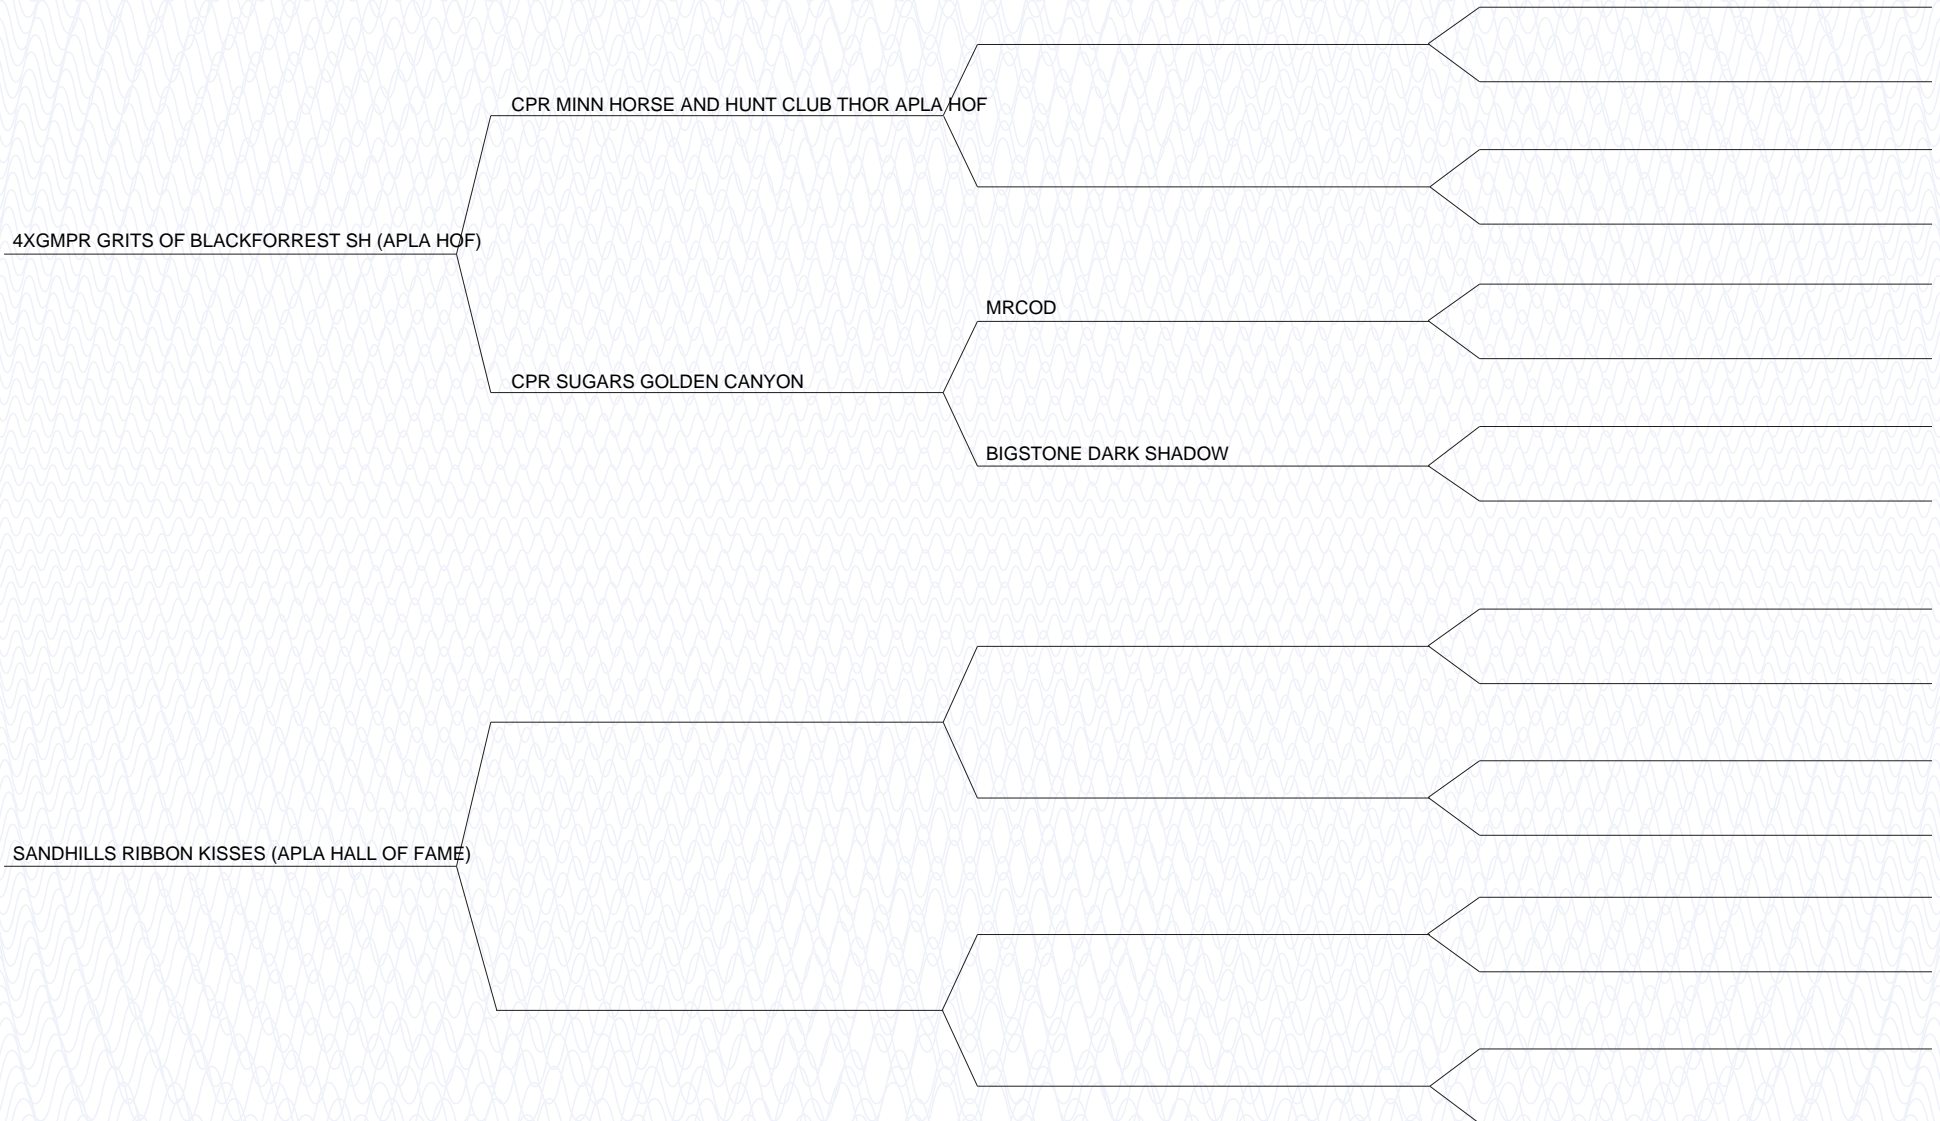 CPR MINN HORSE AND HUNT CLUB THOR APLA HOF
4XGMPR GRITS OF BLACKFORREST SH (APLA HOF)
MRCOD
CPR SUGARS GOLDEN CANYON
BIGSTONE DARK SHADOW
SANDHILLS RIBBON KISSES (APLA HALL OF FAME)